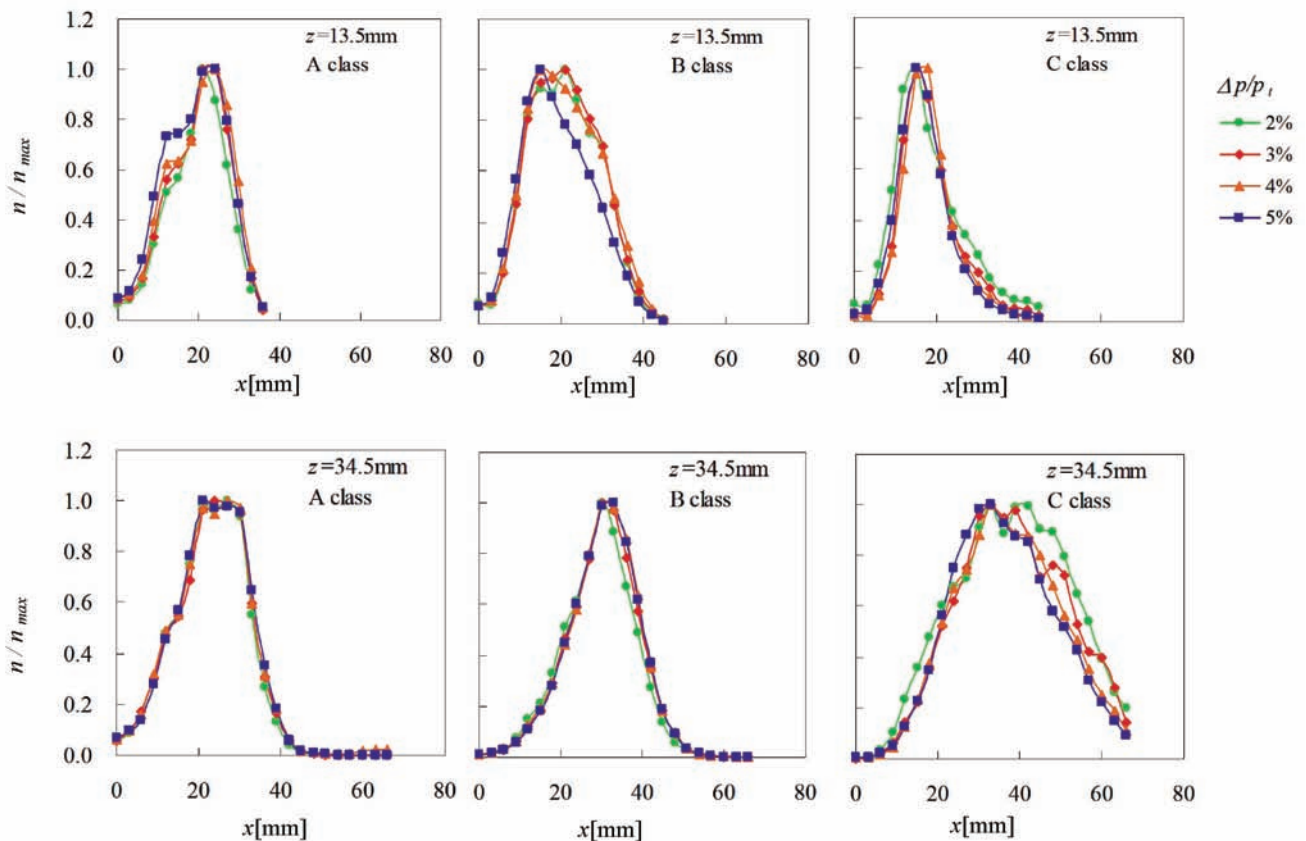 1.2
1.0
0.8
0.6
0.4
0.2
0.0
n / n max
z=13.5mm
A class
0 20 40 60 80
x[mm]
z=13.5mm
B class
0 20 40 60 80
x[mm]
z=13.5mm
C class
0 20 40 60 80
x[mm]
Δp/p t
2%
3%
4%
5%
1.2
1.0
0.8
0.6
0.4
0.2
0.0
n / n max
z=34.5mm
A class
0 20 40 60 80
x[mm]
z=34.5mm
B class
0 20 40 60 80
x[mm]
z=34.5mm
C class
0 20 40 60 80
x[mm]